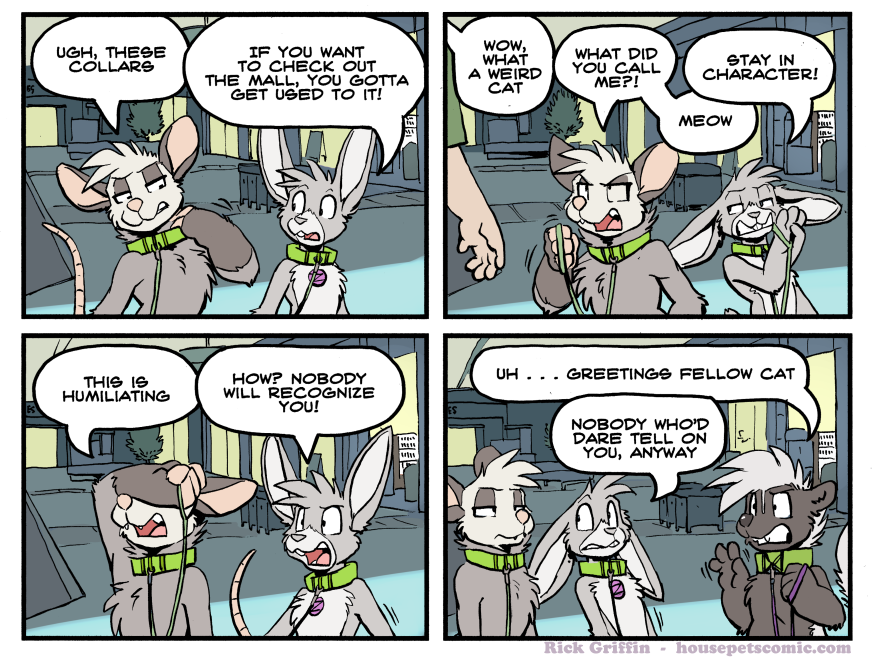 UGH, THESE
COLLARS
IF YOU WANT
TO CHECK OUT
THE MALL, YOU GOTTA
GET USED TO IT!
WOW,
WHAT
A WEIRD
CAT
WHAT DID
YOU CALL
ME?!
MEOW
STAY IN
CHARACTER!
THIS IS
HUMILIATING
HOW? NOBODY
WILL RECOGNIZE
YOU!
UH . . . GREETINGS FELLOW CAT
NOBODY WHO'D
DARE TELL ON
YOU, ANYWAY
Rick Griffin - housepetscomic.com